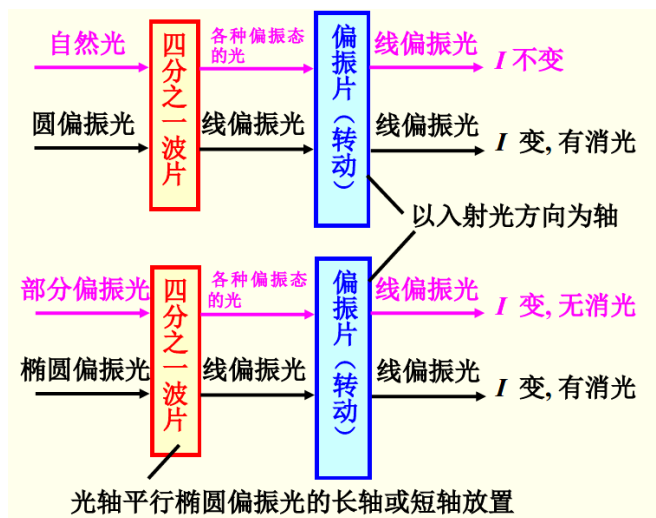 自然光
四分之一波片
各种偏振态
的光
偏振片（转动）
线偏振光
I 不变
圆偏振光
线偏振光
线偏振光
I 变, 有消光
以入射光方向为轴
部分偏振光
四分之一波片
各种偏振态
的光
偏振片（转动）
线偏振光
I 变, 无消光
椭圆偏振光
线偏振光
线偏振光
I 变, 有消光
光轴平行椭圆偏振光的长轴或短轴放置